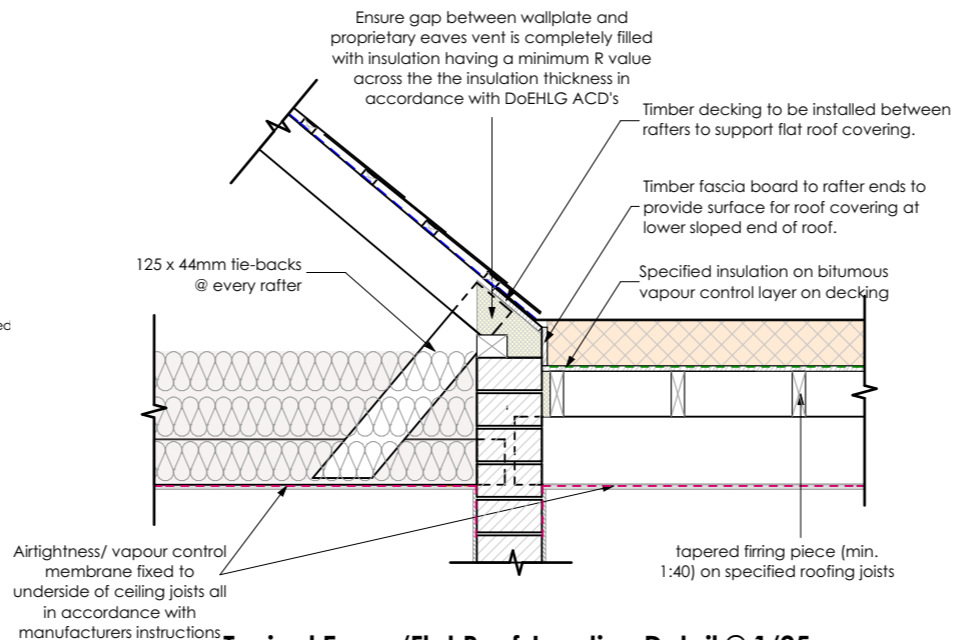 Ensure gap between wallplate and
proprietary eaves vent is completely filled
with insulation having a minimum R value
across the the insulation thickness in
accordance with DoEHLG ACD's
Timber decking to be installed between
rafters to support flat roof covering.
Timber fascia board to rafter ends to
provide surface for roof covering at
lower sloped end of roof.
125 x 44mm tie-backs
@ every rafter
Specified insulation on bitumous
vapour control layer on decking
ed
Airtightness/ vapour control
membrane fixed to
underside of ceiling joists all
in accordance with
manufacturers instructions
tapered firring piece (min.
1:40) on specified roofing joists